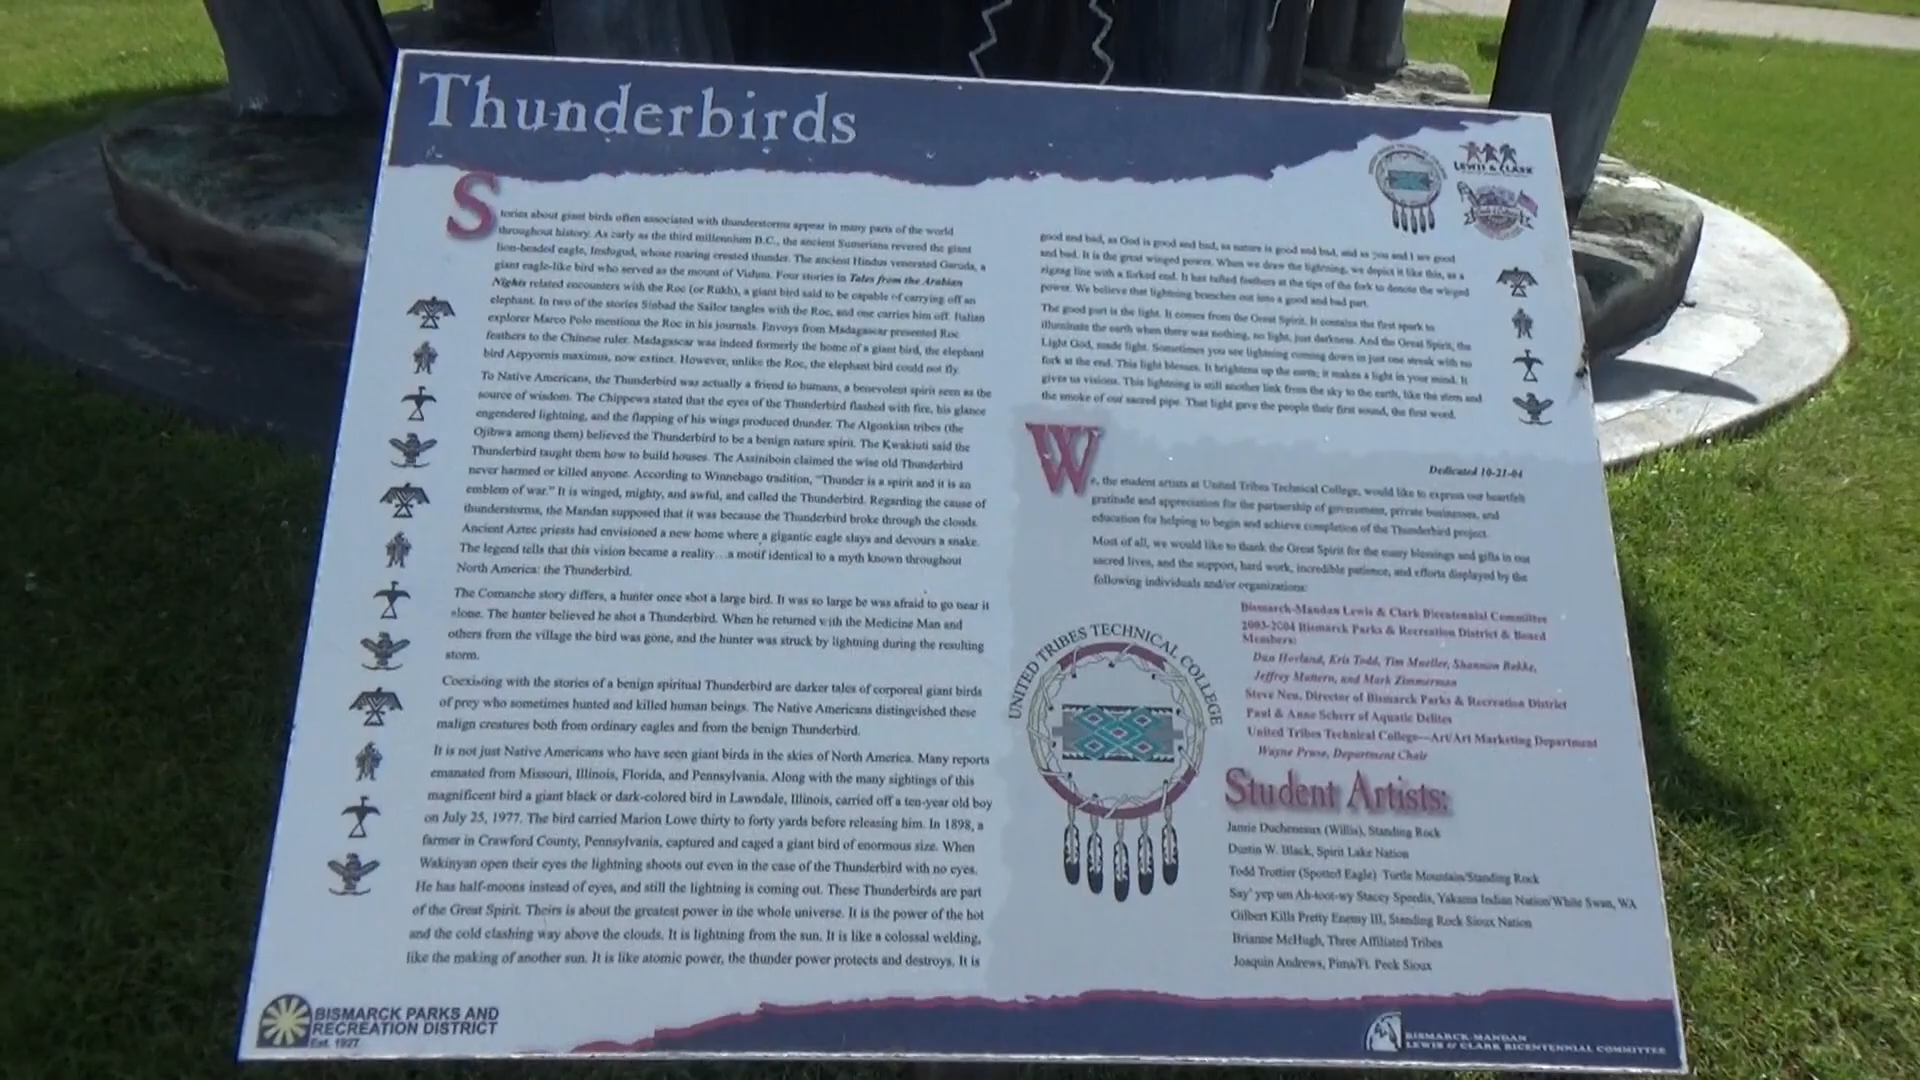 Thunderbirds
LEWIS & CLARK
Stories about giant birds often associated with thunderstorms appear in many parts of the world
throughout history. As early as the third millennium B.C., the ancient Sumerians revered the giant
lion-headed eagle, Imdugud, whose roaring created thunder. The ancient Hindus venerated Garuda, a
giant eagle-like bird who served as the mount of Vishnu. Four stories in Tales from the Arabian
Nights related encounters with the Roc (or Rukh), a giant bird said to be capable of carrying off an
elephant. In two of the stories Sinbad the Sailor tangles with the Roc, and one carries him off. Italian
explorer Marco Polo mentions the Roc in his journals. Envoys from Madagascar presented Roc
feathers to the Chinese ruler. Madagascar was indeed formerly the home of a giant bird, the elephant
bird Aepyornis maximus, now extinct. However, unlike the Roc, the elephant bird could not fly.
To Native Americans, the Thunderbird was actually a friend to humans, a benevolent spirit seen as the
source of wisdom. The Chippewa stated that the eyes of the Thunderbird flashed with fire, his glance
engendered lightning, and the flapping of his wings produced thunder. The Algonkian tribes (the
Ojibwa among them) believed the Thunderbird to be a benign nature spirit. The Kwakiutl said the
Thunderbird taught them how to build houses. The Assiniboin claimed the wise old Thunderbird
never harmed or killed anyone. According to Winnebago tradition, "Thunder is a spirit and it is an
emblem of war." It is winged, mighty, and awful, and called the Thunderbird. Regarding the cause of
thunderstorms, the Mandan supposed that it was because the Thunderbird broke through the clouds.
Ancient Aztec priests had envisioned a new home where a gigantic eagle slays and devours a snake.
The legend tells that this vision became a reality…a motif identical to a myth known throughout
North America: the Thunderbird.
The Comanche story differs, a hunter once shot a large bird. It was so large he was afraid to go near it
alone. The hunter believed he shot a Thunderbird. When he returned with the Medicine Man and
others from the village the bird was gone, and the hunter was struck by lightning during the resulting
storm.
Coexisting with the stories of a benign spiritual Thunderbird are darker tales of corporeal giant birds
of prey who sometimes hunted and killed human beings. The Native Americans distinguished these
malign creatures both from ordinary eagles and from the benign Thunderbird.
It is not just Native Americans who have seen giant birds in the skies of North America. Many reports
emanated from Missouri, Illinois, Florida, and Pennsylvania. Along with the many sightings of this
magnificent bird a giant black or dark-colored bird in Lawndale, Illinois, carried off a ten-year old boy
on July 25, 1977. The bird carried Marion Lowe thirty to forty yards before releasing him. In 1898, a
farmer in Crawford County, Pennsylvania, captured and caged a giant bird of enormous size. When
Wakinyan open their eyes the lightning shoots out even in the case of the Thunderbird with no eyes.
He has half-moons instead of eyes, and still the lightning is coming out. These Thunderbirds are part
of the Great Spirit. Theirs is about the greatest power in the whole universe. It is the power of the hot
and the cold clashing way above the clouds. It is lightning from the sun. It is like a colossal welding,
like the making of another sun. It is like atomic power, the thunder power protects and destroys. It is
good and bad, as God is good and bad, as nature is good and bad, and as you and I are good
and bad. It is the great winged power. When we draw the lightning, we depict it like this, as a
zigzag line with a forked end. It has tufted feathers at the tips of the fork to denote the winged
power. We believe that lightning branches out into a good and bad part.
The good part is the light. It comes from the Great Spirit. It contains the first spark to
illuminate the earth when there was nothing, no light, just darkness. And the Great Spirit, the
Light God, made light. Sometimes you see lightning coming down in just one streak with no
fork at the end. This light blesses. It brightens up the earth; it makes a light in your mind. It
gives us visions. This lightning is still another link from the sky to the earth, like the stem and
the smoke of our sacred pipe. That light gave the people their first sound, the first word.
Dedicated 10-21-04
We, the student artists at United Tribes Technical College, would like to express our heartfelt
gratitude and appreciation for the partnership of government, private businesses, and
education for helping to begin and achieve completion of the Thunderbird project.
Most of all, we would like to thank the Great Spirit for the many blessings and gifts in our
sacred lives, and the support, hard work, incredible patience, and efforts displayed by the
following individuals and/or organizations:
Bismarck-Mandan Lewis & Clark Bicentennial Committee
2003-2004 Bismarck Parks & Recreation District & Board
Members:
Dan Hovland, Kris Todd, Tim Mueller, Shannon Bekke,
Jeffrey Mattern, and Mark Zimmerman
Steve Neu, Director of Bismarck Parks & Recreation District
Paul & Anne Scherr of Aquatic Delites
United Tribes Technical College—Art/Art Marketing Department
Wayne Pruse, Department Chair
UNITED TRIBES TECHNICAL COLLEGE
Student Artists:
Jamie Ducheneaux (Willis), Standing Rock
Dustin W. Black, Spirit Lake Nation
Todd Trottier (Spotted Eagle) Turtle Mountain/Standing Rock
Say' yep um Ah-toot-wy Stacey Speedis, Yakama Indian Nation/White Swan, WA
Gilbert Kills Pretty Enemy III, Standing Rock Sioux Nation
Brianne McHugh, Three Affiliated Tribes
Joaquin Andrews, Pima/Ft. Peck Sioux
BISMARCK PARKS AND
RECREATION DISTRICT
Est. 1927
BISMARCK MANDAN
LEWIS & CLARK BICENTENNIAL COMMITTEE